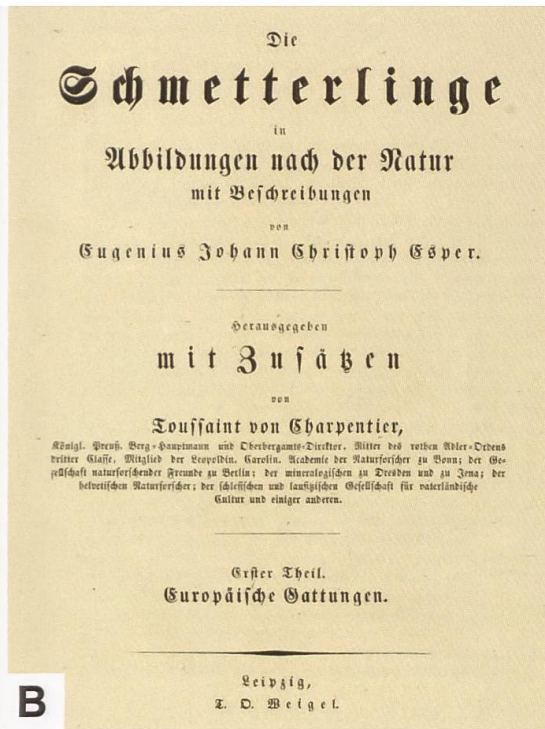 Die
Schmetterlinge
in
Abbildungen nach der Natur
mit Beschreibungen
von
Eugenius Johann Christoph Esper.
Herausgegeben
mit Zusätzen
von
Toussaint von Charpentier,
Königl. Preuß. Berg-Hauptmann und Oberbergamts-Direktor, Ritter des rothen Adler-Ordens
dritter Classe, Mitglied der Leopoldin. Carolin. Academie der Naturforscher zu Bonn; der Ge-
sellschaft naturforschender Freunde zu Berlin; der mineralogischen zu Dresden und zu Jena; der
helvetischen Naturforscher; der schlesischen und lausitzischen Gesellschaft für vaterländische
Cultur und einiger anderen.
Erster Theil.
Europäische Gattungen.
Leipzig,
T. O. Weigel.
B